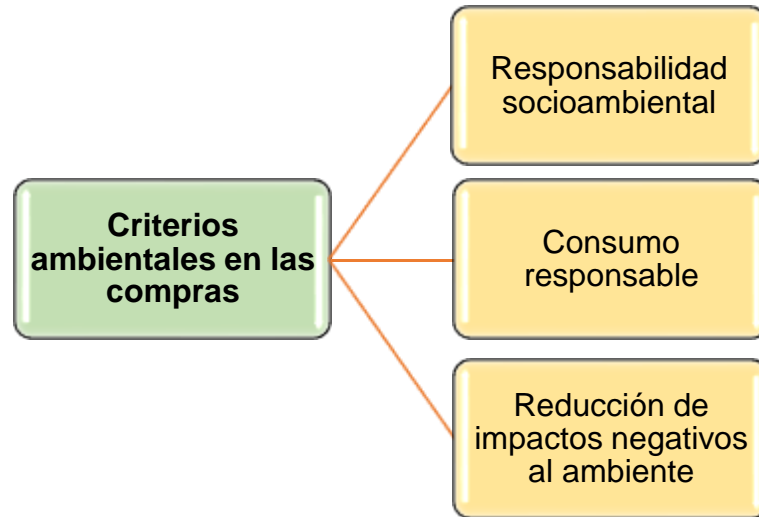 Responsabilidad
socioambiental
Criterios
ambientales en las
compras
Consumo
responsable
Reducción de
impactos negativos
al ambiente